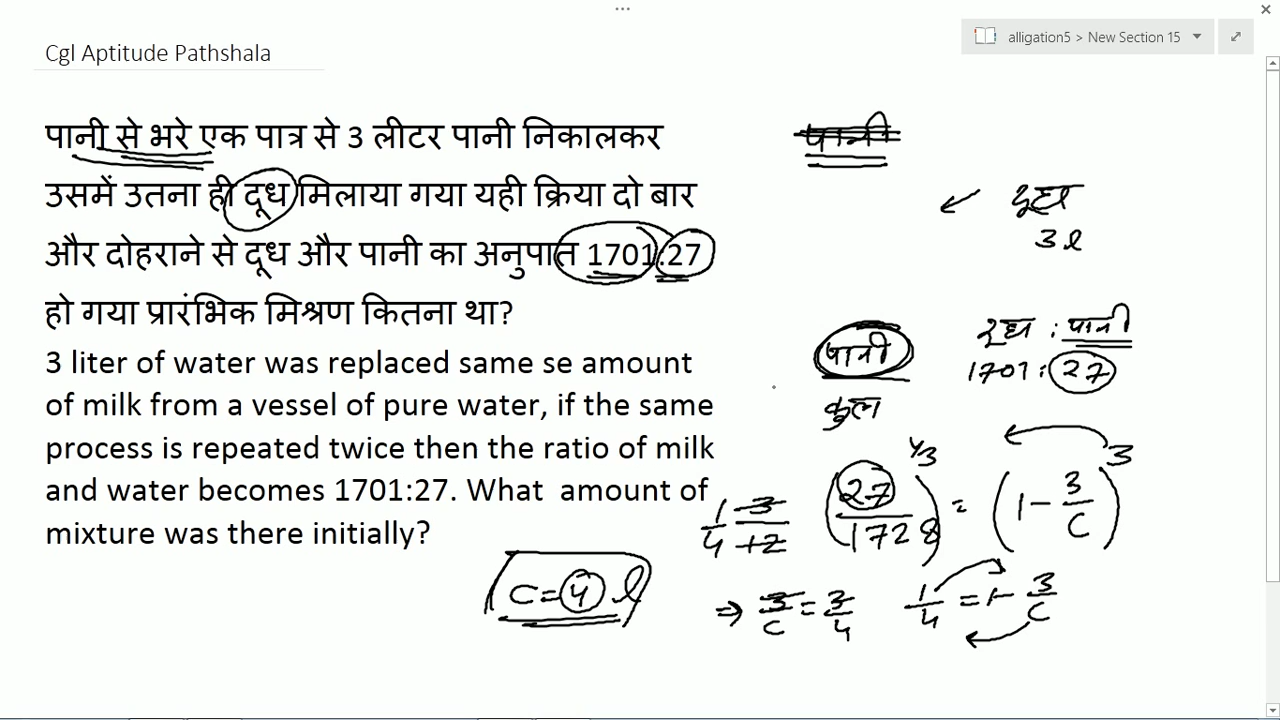 ...
Cgl Aptitude Pathshala
alligation5 > New Section 15
पानी से भरे एक पात्र से 3 लीटर पानी निकालकर
उसमें उतना ही दूध मिलाया गया यही क्रिया दो बार
और दोहराने से दूध और पानी का अनुपात 1701:27
हो गया प्रारंभिक मिश्रण कितना था?
3 liter of water was replaced same se amount
of milk from a vessel of pure water, if the same
process is repeated twice then the ratio of milk
and water becomes 1701:27. What amount of
mixture was there initially?
पानी
दूध
3 l
दूध : पानी
1701 : 27
पानी
कुल
1/4 3/12 (27/1728)^1/3 = (1 - 3/C)^3
1/4 = 1 - 3/C
⇒ 3/C = 3/4
C = 4 l